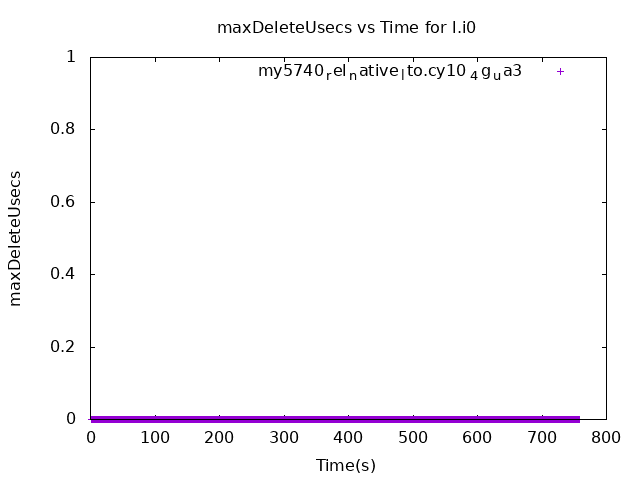 maxDeleteUsecs vs Time for l.i0
my5740relnativelto.cy104gua3
maxDeleteUsecs
1
0.8
0.6
0.4
0.2
0
0 100 200 300 400 500 600 700 800
Time(s)